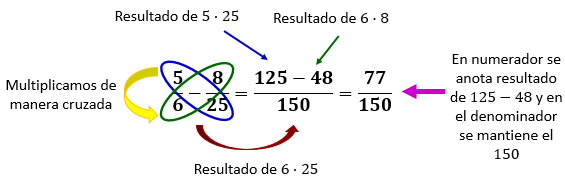 Resultado de 5 · 25
Resultado de 6 · 8
Multiplicamos de
manera cruzada
5/6 − 8/25 = (125 − 48)/150 = 77/150
En numerador se
anota resultado
de 125 − 48 y en
el denominador
se mantiene el
150
Resultado de 6 · 25